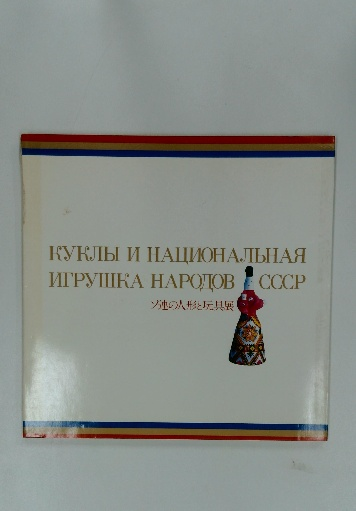 КУКЛЫ И НАЦИОНАЛЬНАЯ
ИГРУШКА НАРОДОВ СССР
ソ連の人形と玩具展